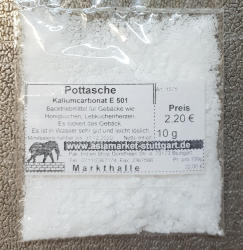 Pottasche
Kaliumcarbonat E 501
Backtriebmittel für Gebäcke wie
Honigkuchen, Lebkuchenherzen.
Es lockert das Gebäck.
Es ist in Wasser sehr gut und leicht löslich.
Preis
2,20 €
10 g
www.asiamarket-stuttgart.de
Markthalle